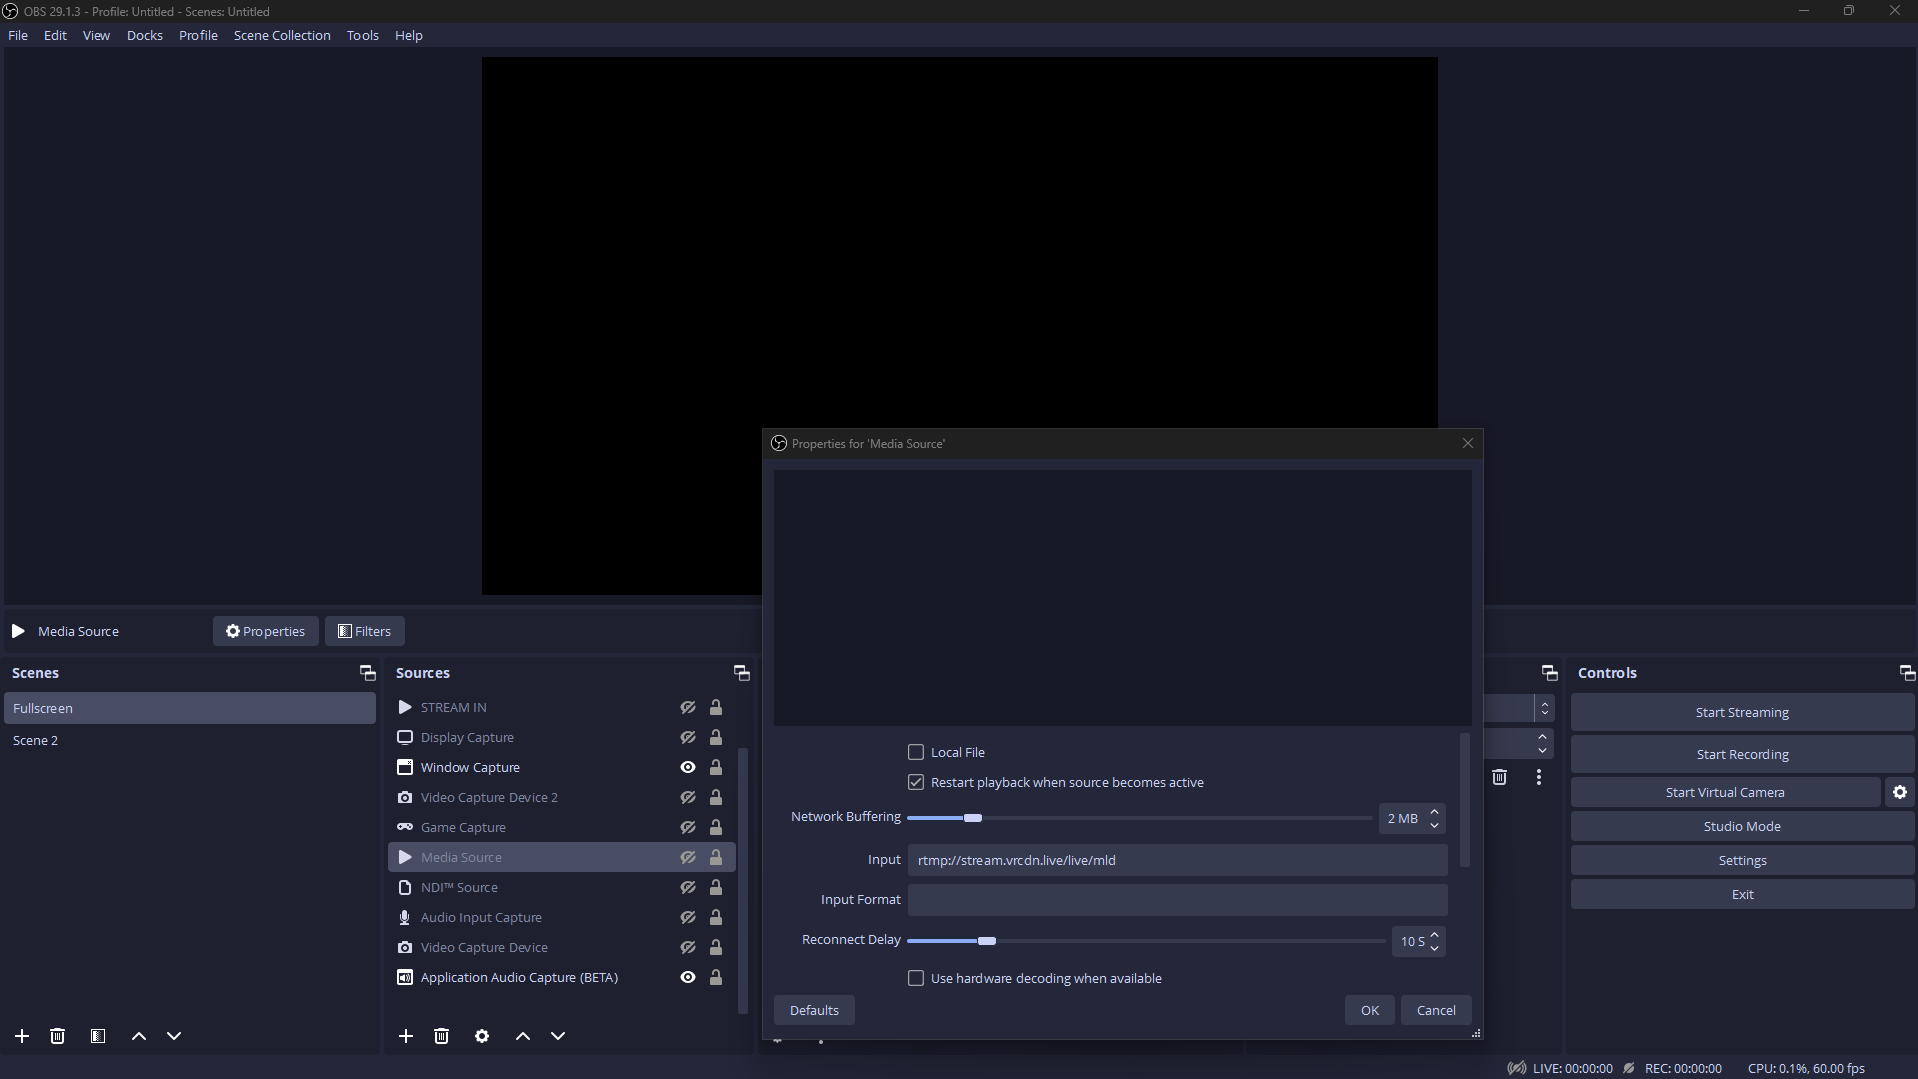 OBS 29.1.3 - Profile: Untitled - Scenes: Untitled
File Edit View Docks Profile Scene Collection Tools Help
Properties for 'Media Source'
Media Source Properties Filters
Scenes
Fullscreen
Scene 2
Sources
STREAM IN
Display Capture
Window Capture
Video Capture Device 2
Game Capture
Media Source
NDI™ Source
Audio Input Capture
Video Capture Device
Application Audio Capture (BETA)
Local File
Restart playback when source becomes active
Network Buffering 2 MB
Input rtmp://stream.vrcdn.live/live/mld
Input Format
Reconnect Delay 10 S
Use hardware decoding when available
Defaults OK Cancel
Controls
Start Streaming
Start Recording
Start Virtual Camera
Studio Mode
Settings
Exit
LIVE: 00:00:00 REC: 00:00:00 CPU: 0.1%, 60.00 fps